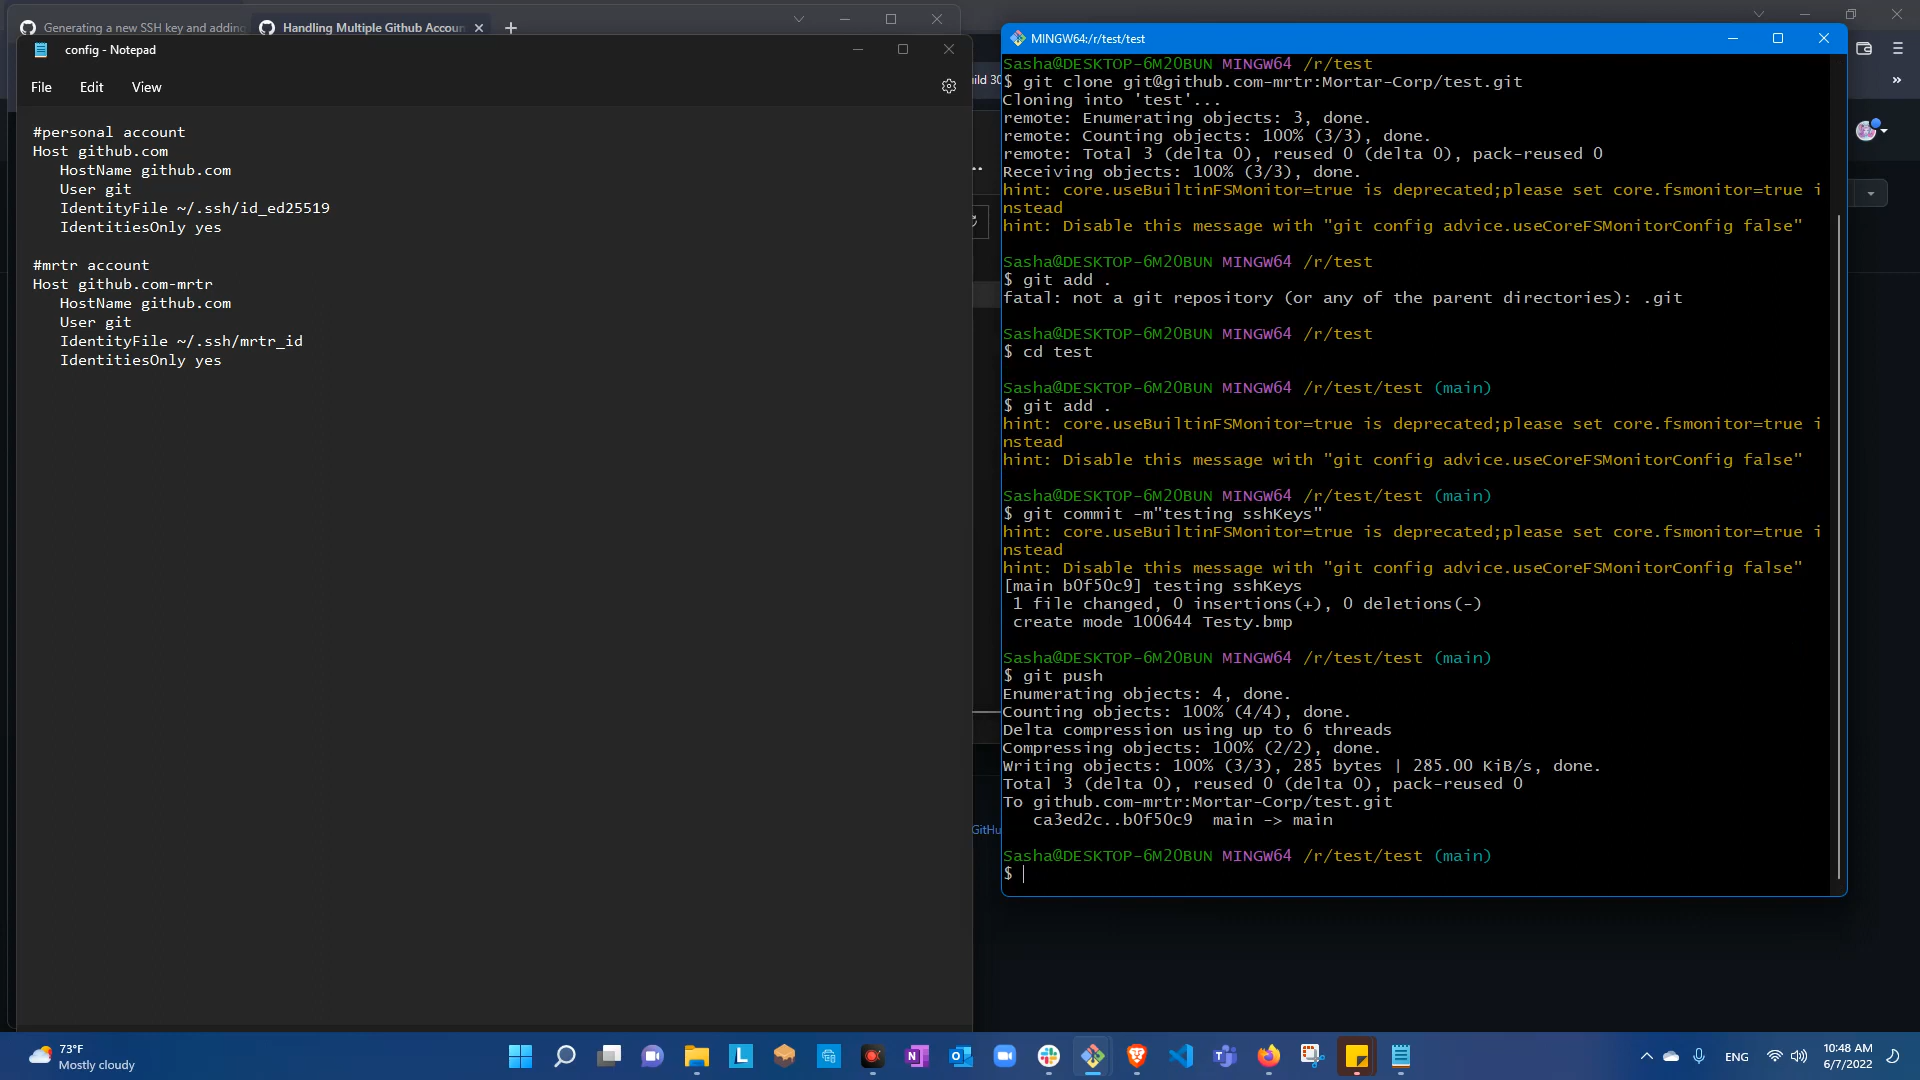 Generating a new SSH key and adding
Handling Multiple Github Accoun
config - Notepad
File Edit View
#personal account
Host github.com
HostName github.com
User git
IdentityFile ~/.ssh/id_ed25519
IdentitiesOnly yes
#mrtr account
Host github.com-mrtr
HostName github.com
User git
IdentityFile ~/.ssh/mrtr_id
IdentitiesOnly yes
GitHu
MINGW64:/r/test/test
Sasha@DESKTOP-6M2OBUN MINGW64 /r/test
$ git clone git@github.com-mrtr:Mortar-Corp/test.git
Cloning into 'test'...
remote: Enumerating objects: 3, done.
remote: Counting objects: 100% (3/3), done.
remote: Total 3 (delta 0), reused 0 (delta 0), pack-reused 0
Receiving objects: 100% (3/3), done.
hint: core.useBuiltinFSMonitor=true is deprecated;please set core.fsmonitor=true i
nstead
hint: Disable this message with "git config advice.useCoreFSMonitorConfig false"
Sasha@DESKTOP-6M2OBUN MINGW64 /r/test
$ git add .
fatal: not a git repository (or any of the parent directories): .git
Sasha@DESKTOP-6M2OBUN MINGW64 /r/test
$ cd test
Sasha@DESKTOP-6M2OBUN MINGW64 /r/test/test (main)
$ git add .
hint: core.useBuiltinFSMonitor=true is deprecated;please set core.fsmonitor=true i
nstead
hint: Disable this message with "git config advice.useCoreFSMonitorConfig false"
Sasha@DESKTOP-6M2OBUN MINGW64 /r/test/test (main)
$ git commit -m"testing sshKeys"
hint: core.useBuiltinFSMonitor=true is deprecated;please set core.fsmonitor=true i
nstead
hint: Disable this message with "git config advice.useCoreFSMonitorConfig false"
[main b0f50c9] testing sshKeys
1 file changed, 0 insertions(+), 0 deletions(-)
create mode 100644 Testy.bmp
Sasha@DESKTOP-6M2OBUN MINGW64 /r/test/test (main)
$ git push
Enumerating objects: 4, done.
Counting objects: 100% (4/4), done.
Delta compression using up to 6 threads
Compressing objects: 100% (2/2), done.
Writing objects: 100% (3/3), 285 bytes | 285.00 KiB/s, done.
Total 3 (delta 0), reused 0 (delta 0), pack-reused 0
To github.com-mrtr:Mortar-Corp/test.git
ca3ed2c..b0f50c9 main -> main
Sasha@DESKTOP-6M2OBUN MINGW64 /r/test/test (main)
$
73°F
Mostly cloudy
ENG
10:48 AM
6/7/2022